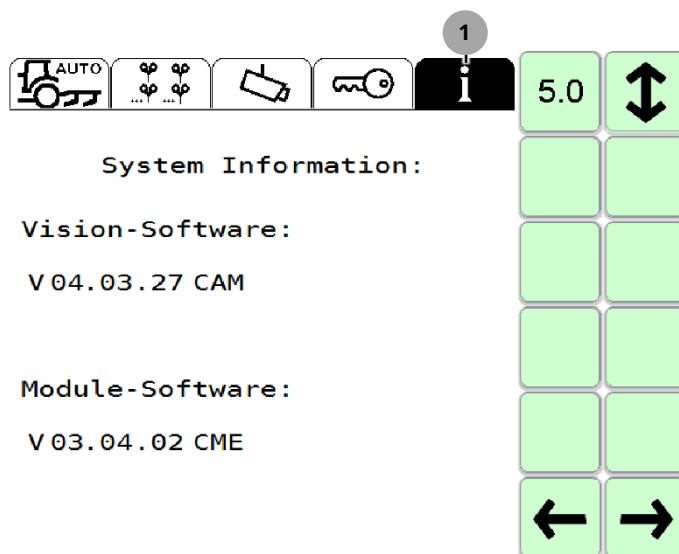 1
AUTO
i
5.0
System Information:
Vision-Software:
V 04.03.27 CAM
Module-Software:
V 03.04.02 CME